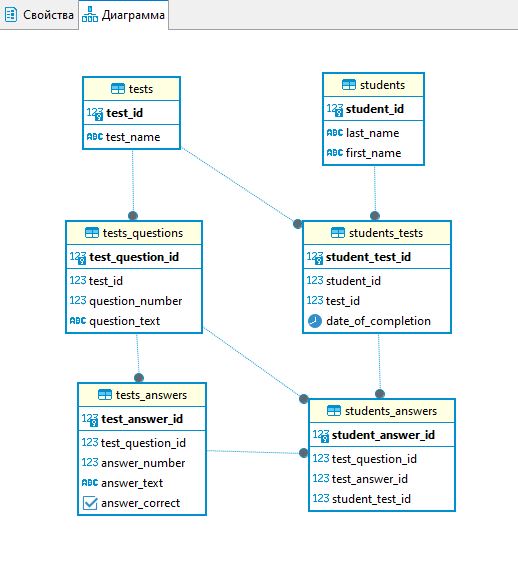 Свойства
Диаграмма
tests
123 test_id
ABC test_name
students
123 student_id
ABC last_name
ABC first_name
tests_questions
123 test_question_id
123 test_id
123 question_number
ABC question_text
students_tests
123 student_test_id
123 student_id
123 test_id
date_of_completion
tests_answers
123 test_answer_id
123 test_question_id
123 answer_number
ABC answer_text
answer_correct
students_answers
123 student_answer_id
123 test_question_id
123 test_answer_id
123 student_test_id